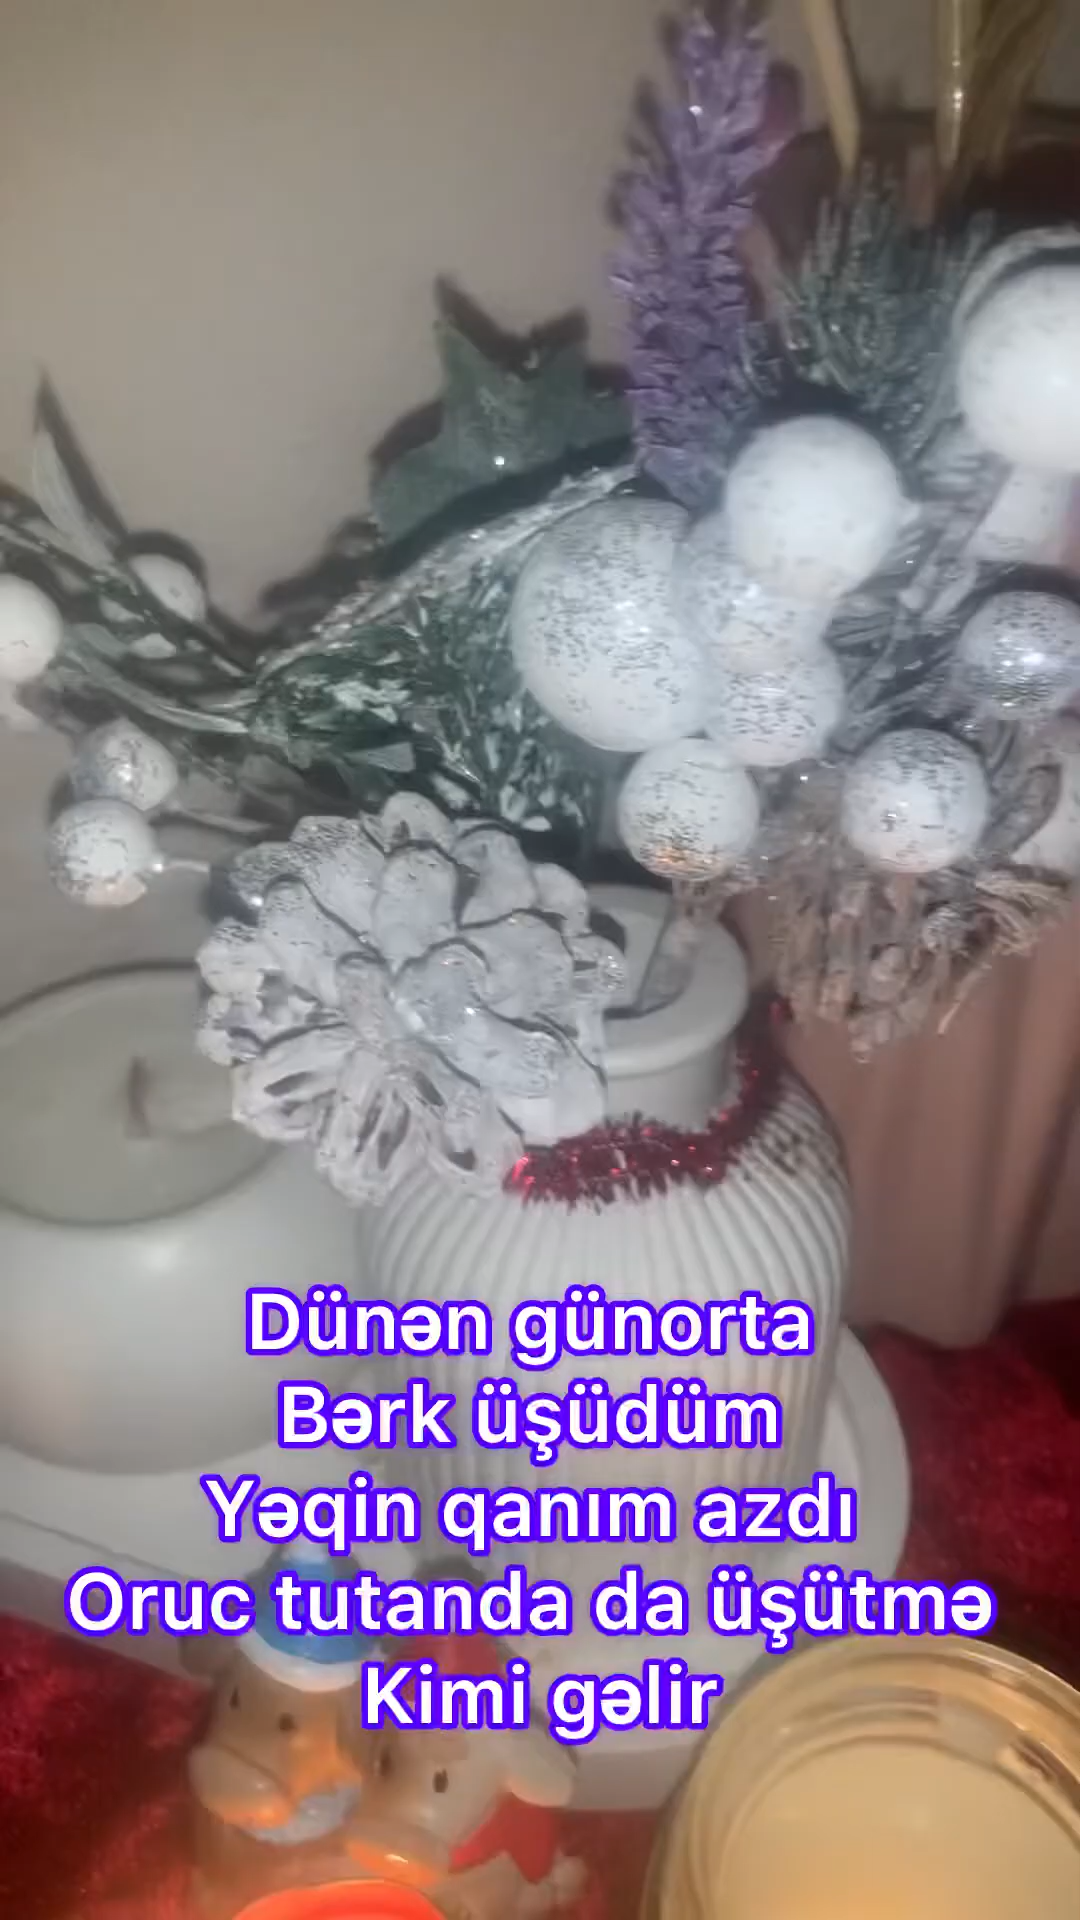 Dünən günorta
Bərk üşüdüm
Yəqin qanım azdı
Oruc tutanda da üşütmə
Kimi gəlir